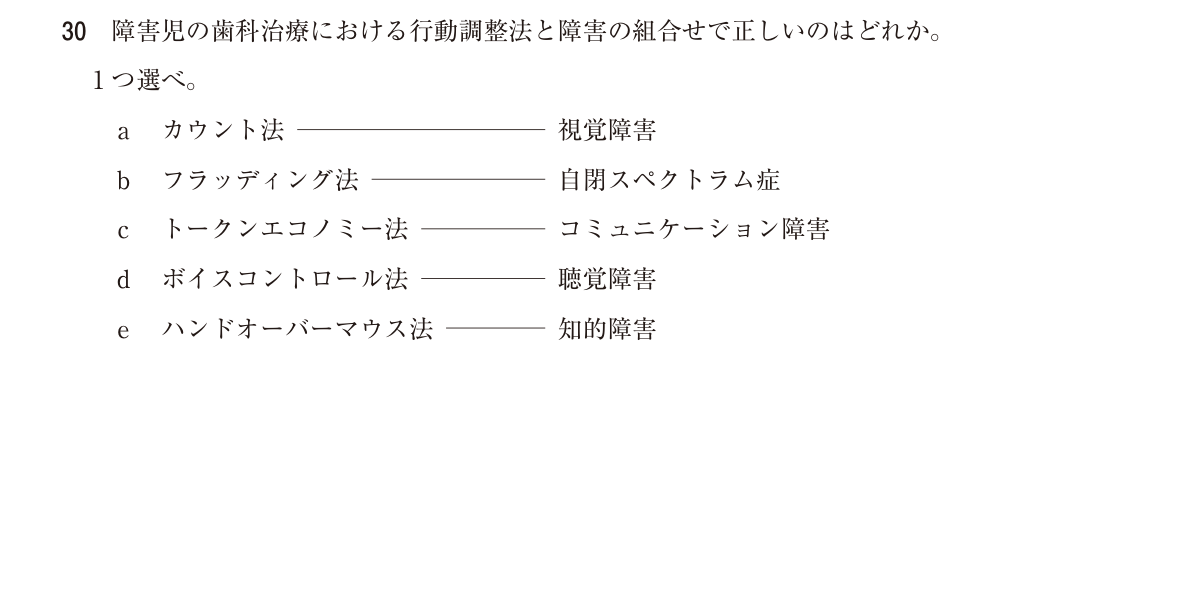 30 障害児の歯科治療における行動調整法と障害の組合せで正しいのはどれか。
1つ選べ。
a カウント法 ―――――――――― 視覚障害
b フラッディング法 ――――――― 自閉スペクトラム症
c トークンエコノミー法 ――――― コミュニケーション障害
d ボイスコントロール法 ――――― 聴覚障害
e ハンドオーバーマウス法 ―――― 知的障害